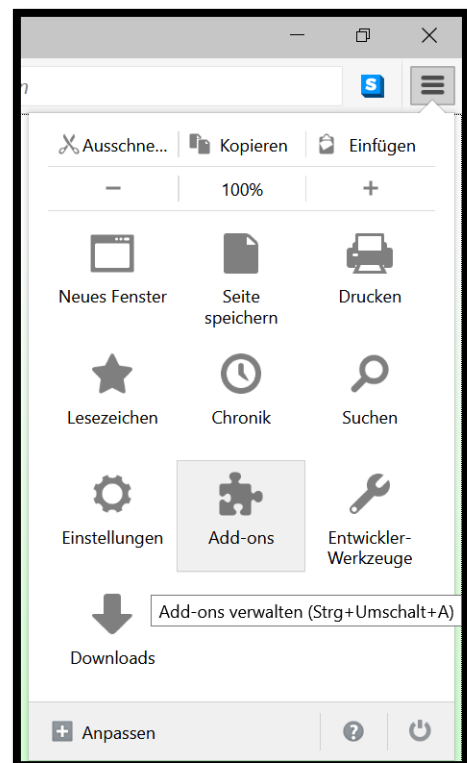 n
S
Ausschne... Kopieren Einfügen
− 100% +
Neues Fenster Seite speichern Drucken
Lesezeichen Chronik Suchen
Einstellungen Add-ons Entwickler-Werkzeuge
Add-ons verwalten (Strg+Umschalt+A)
Downloads
Anpassen ?